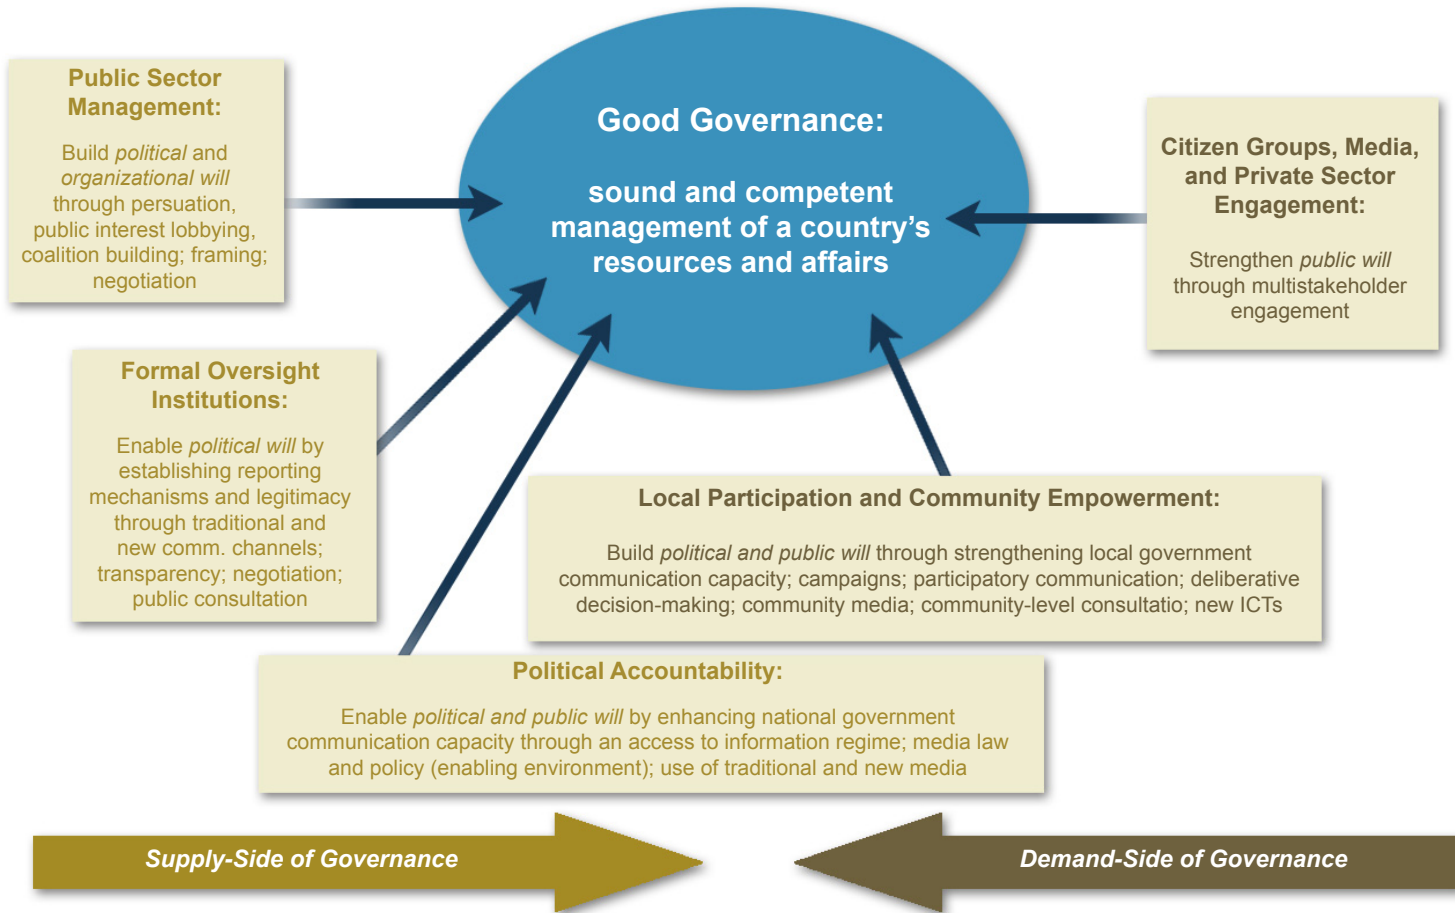 Public Sector
Management:
Build political and
organizational will
through persuation,
public interest lobbying,
coalition building; framing;
negotiation
Good Governance:
sound and competent
management of a country's
resources and affairs
Citizen Groups, Media,
and Private Sector
Engagement:
Strengthen public will
through multistakeholder
engagement
Formal Oversight
Institutions:
Enable political will by
establishing reporting
mechanisms and legitimacy
through traditional and
new comm. channels;
transparency; negotiation;
public consultation
Local Participation and Community Empowerment:
Build political and public will through strengthening local government
communication capacity; campaigns; participatory communication; deliberative
decision-making; community media; community-level consultatio; new ICTs
Political Accountability:
Enable political and public will by enhancing national government
communication capacity through an access to information regime; media law
and policy (enabling environment); use of traditional and new media
Supply-Side of Governance
Demand-Side of Governance